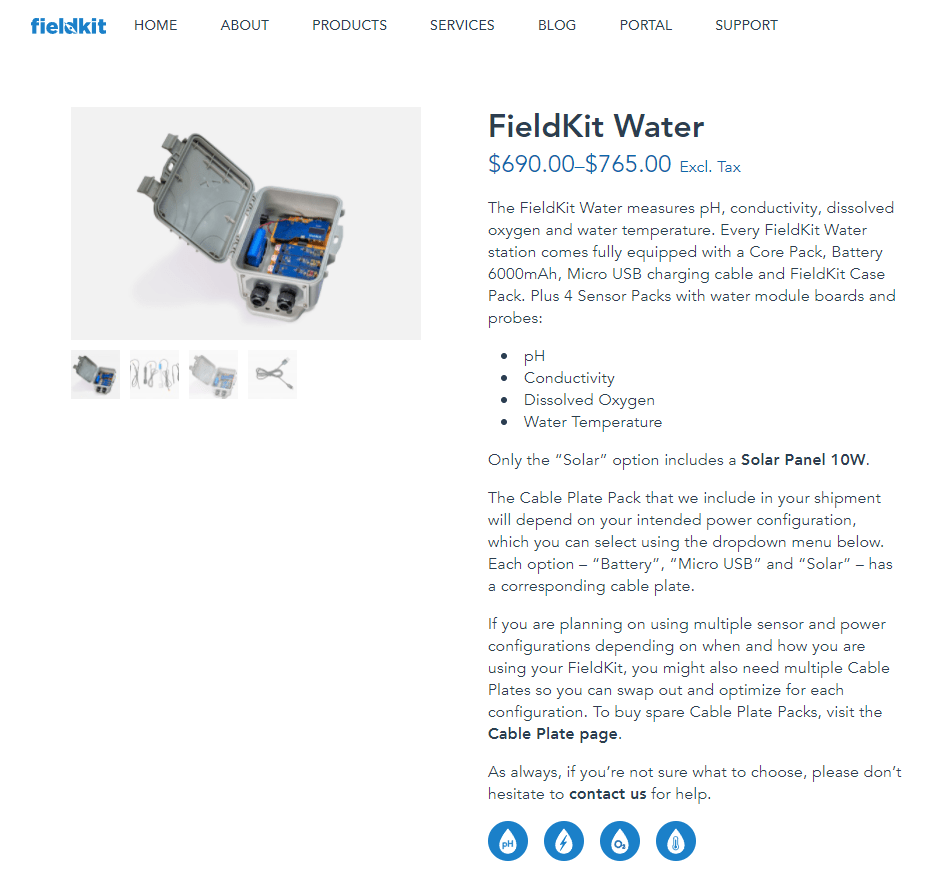 fieldkit HOME ABOUT PRODUCTS SERVICES BLOG PORTAL SUPPORT
FieldKit Water
$690.00–$765.00 Excl. Tax
The FieldKit Water measures pH, conductivity, dissolved
oxygen and water temperature. Every FieldKit Water
station comes fully equipped with a Core Pack, Battery
6000mAh, Micro USB charging cable and FieldKit Case
Pack. Plus 4 Sensor Packs with water module boards and
probes:
• pH
• Conductivity
• Dissolved Oxygen
• Water Temperature
Only the “Solar” option includes a Solar Panel 10W.
The Cable Plate Pack that we include in your shipment
will depend on your intended power configuration,
which you can select using the dropdown menu below.
Each option – “Battery”, “Micro USB” and “Solar” – has
a corresponding cable plate.
If you are planning on using multiple sensor and power
configurations depending on when and how you are
using your FieldKit, you might also need multiple Cable
Plates so you can swap out and optimize for each
configuration. To buy spare Cable Plate Packs, visit the
Cable Plate page.
As always, if you’re not sure what to choose, please don’t
hesitate to contact us for help.
pH O₂